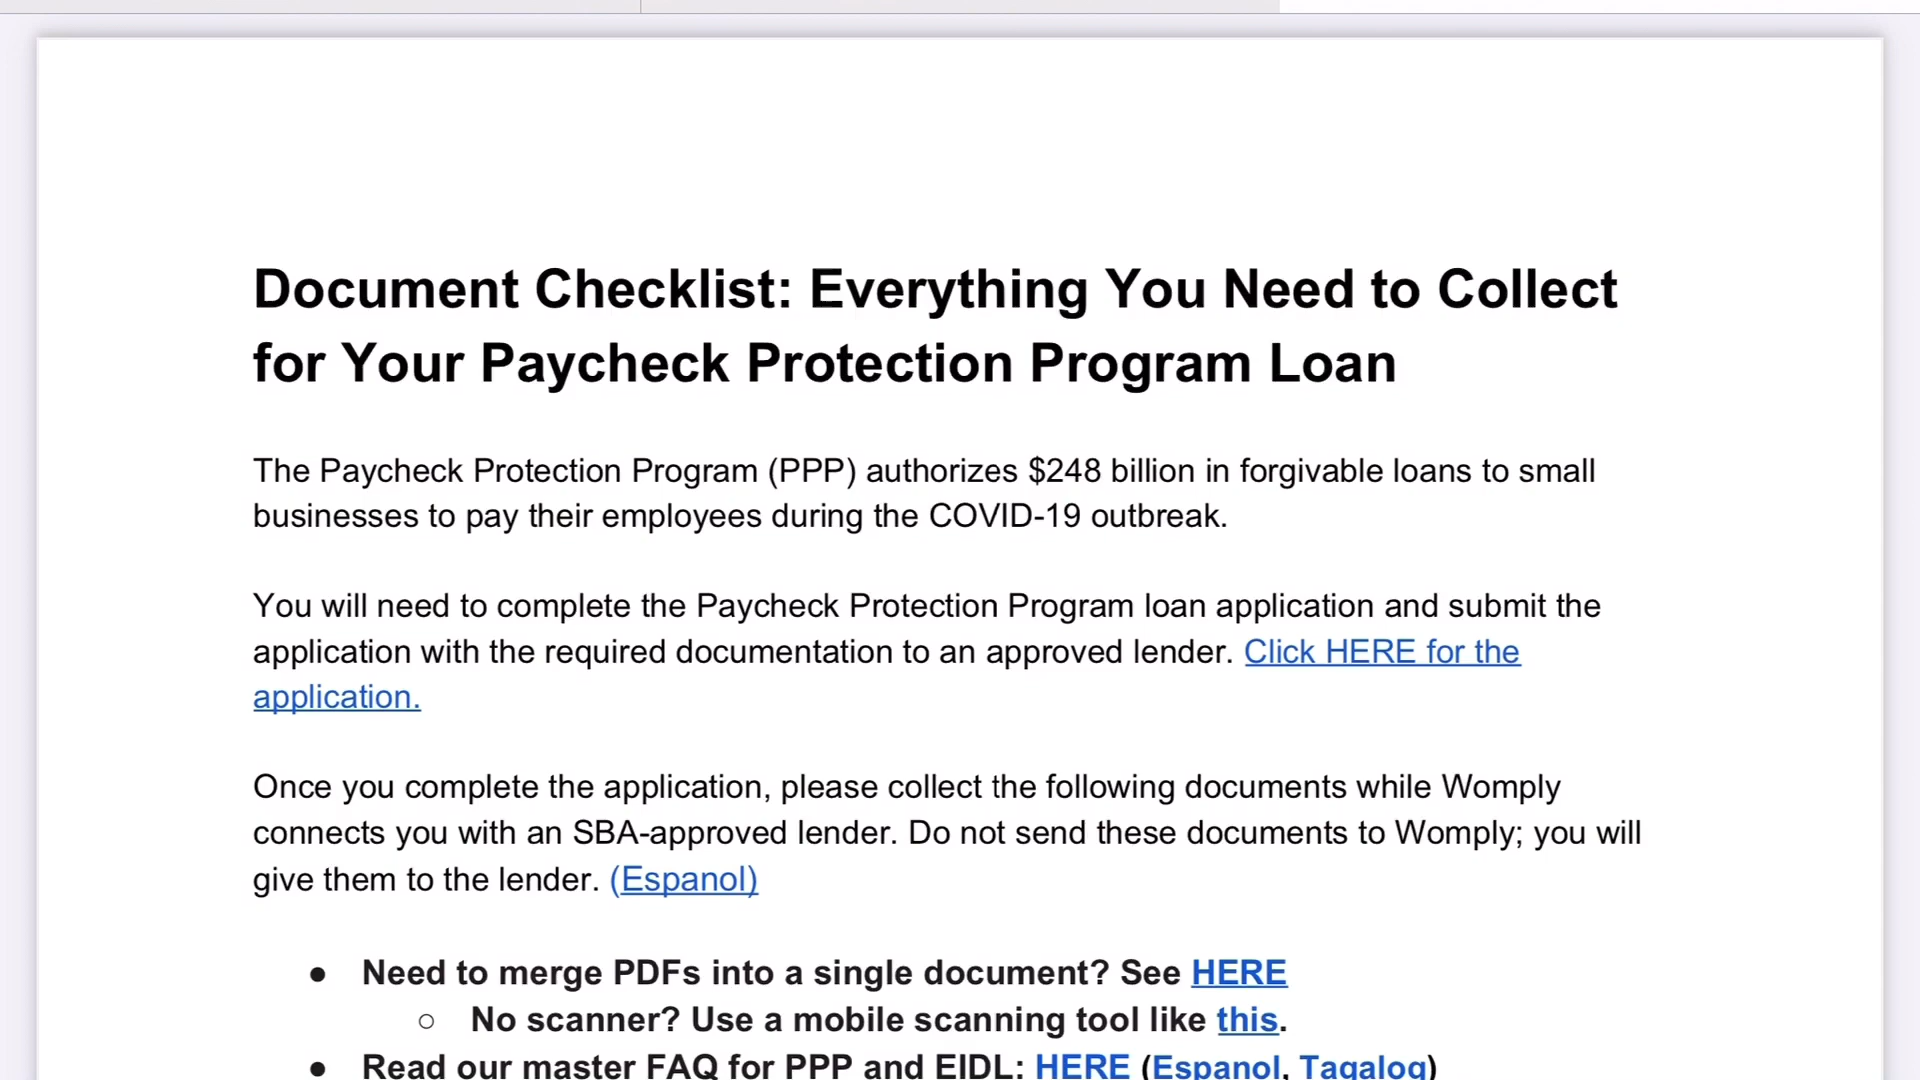 Document Checklist: Everything You Need to Collect
for Your Paycheck Protection Program Loan
The Paycheck Protection Program (PPP) authorizes $248 billion in forgivable loans to small
businesses to pay their employees during the COVID-19 outbreak.
You will need to complete the Paycheck Protection Program loan application and submit the
application with the required documentation to an approved lender. Click HERE for the
application.
Once you complete the application, please collect the following documents while Womply
connects you with an SBA-approved lender. Do not send these documents to Womply; you will
give them to the lender. (Espanol)
● Need to merge PDFs into a single document? See HERE
○ No scanner? Use a mobile scanning tool like this.
● Read our master FAQ for PPP and EIDL: HERE (Espanol, Tagalog)